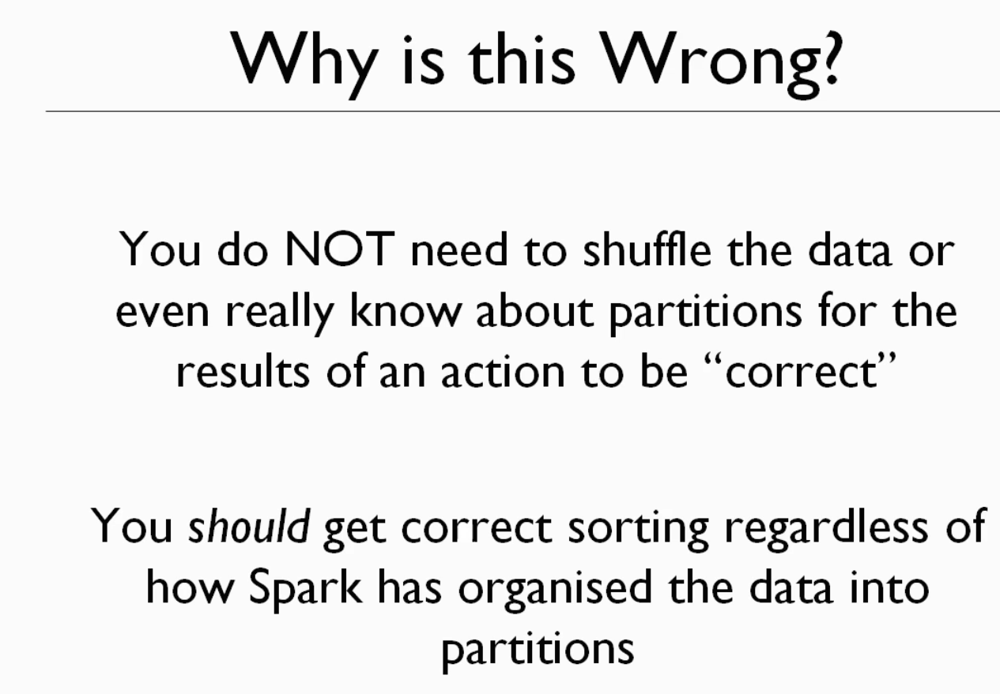 Why is this Wrong?
You do NOT need to shuffle the data or
even really know about partitions for the
results of an action to be “correct”
You should get correct sorting regardless of
how Spark has organised the data into
partitions